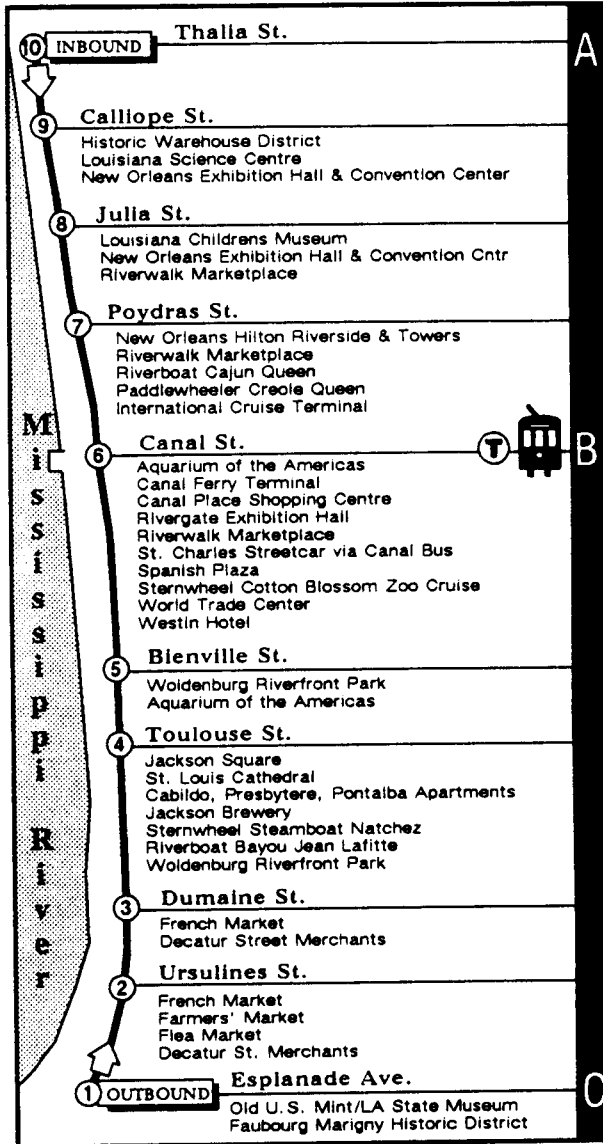 10 INBOUND Thalia St. A
9 Calliope St.
Historic Warehouse District
Louisiana Science Centre
New Orleans Exhibition Hall & Convention Center
8 Julia St.
Louisiana Childrens Museum
New Orleans Exhibition Hall & Convention Cntr
Riverwalk Marketplace
7 Poydras St.
New Orleans Hilton Riverside & Towers
Riverwalk Marketplace
Riverboat Cajun Queen
Paddlewheeler Creole Queen
International Cruise Terminal
6 Canal St. T B
Aquarium of the Americas
Canal Ferry Terminal
Canal Place Shopping Centre
Rivergate Exhibition Hall
Riverwalk Marketplace
St. Charles Streetcar via Canal Bus
Spanish Plaza
Sternwheel Cotton Blossom Zoo Cruise
World Trade Center
Westin Hotel
5 Bienville St.
Woldenburg Riverfront Park
Aquarium of the Americas
4 Toulouse St.
Jackson Square
St. Louis Cathedral
Cabildo, Presbytere, Pontalba Apartments
Jackson Brewery
Sternwheel Steamboat Natchez
Riverboat Bayou Jean Lafitte
Woldenburg Riverfront Park
3 Dumaine St.
French Market
Decatur Street Merchants
2 Ursulines St.
French Market
Farmers' Market
Flea Market
Decatur St. Merchants
1 OUTBOUND Esplanade Ave. C
Old U.S. Mint/LA State Museum
Faubourg Marigny Historic District
Mississippi River